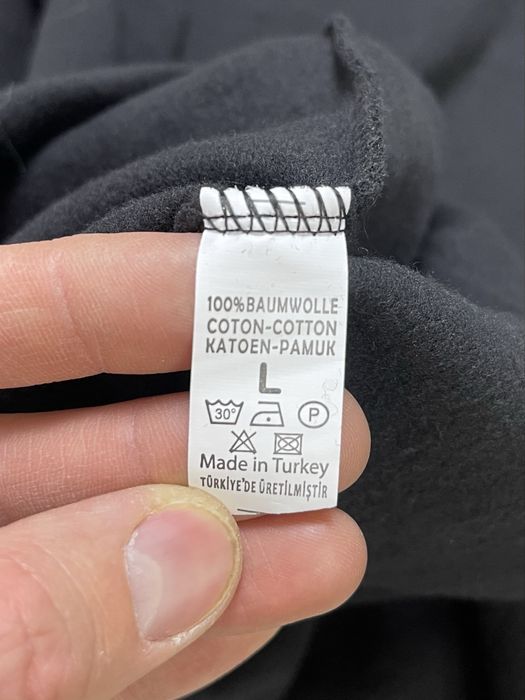 100%BAUMWOLLE
COTON-COTTON
KATOEN-PAMUK
L
30° P
Made in Turkey
TÜRKİYE'DE ÜRETİLMİŞTİR